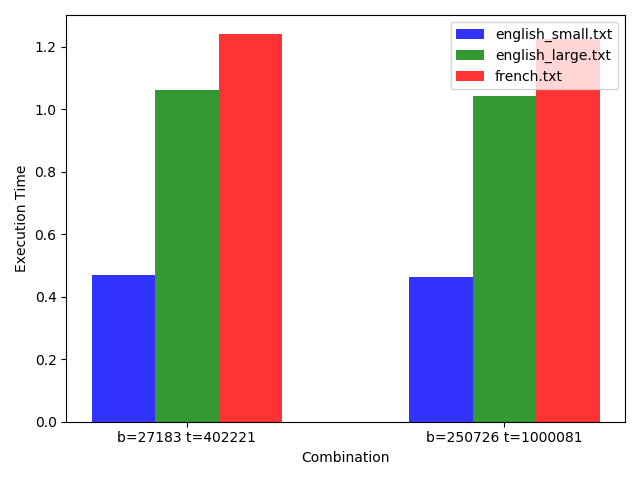 english_small.txt
english_large.txt
french.txt
Execution Time
1.2
1.0
0.8
0.6
0.4
0.2
0.0
b=27183 t=402221
b=250726 t=1000081
Combination